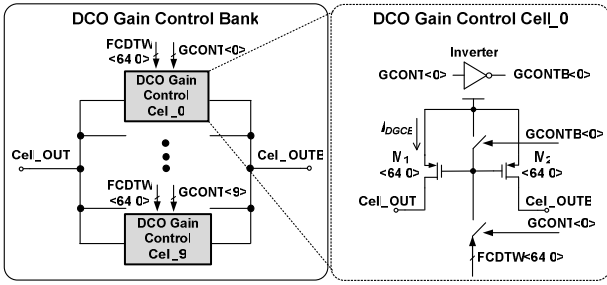 DCO Gain Control Bank
FCDTW
<64 0>
GCONT<0>
DCO Gain
Control
Cel_0
Cel_OUT
Cel_OUTB
FCDTW
<64 0>
GCONT<9>
DCO Gain
Control
Cel_9
DCO Gain Control Cell_0
Inverter
GCONT<0>
GCONTB<0>
IDGCB
GCONTB<0>
M1
<64 0>
M2
<64 0>
Cel_OUT
Cel_OUTB
GCONT<0>
FCDTW<64 0>